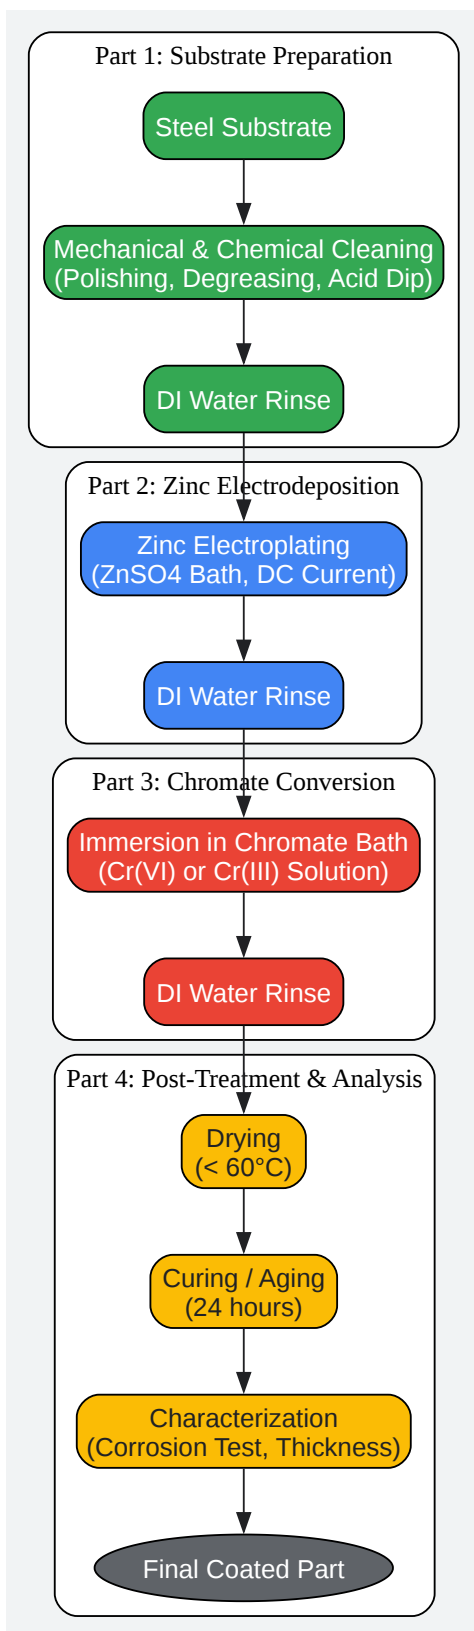 Part 1: Substrate Preparation
Steel Substrate
Mechanical & Chemical Cleaning
(Polishing, Degreasing, Acid Dip)
DI Water Rinse
Part 2: Zinc Electrodeposition
Zinc Electroplating
(ZnSO4 Bath, DC Current)
DI Water Rinse
Part 3: Chromate Conversion
Immersion in Chromate Bath
(Cr(VI) or Cr(III) Solution)
DI Water Rinse
Part 4: Post-Treatment & Analysis
Drying
(< 60°C)
Curing / Aging
(24 hours)
Characterization
(Corrosion Test, Thickness)
Final Coated Part